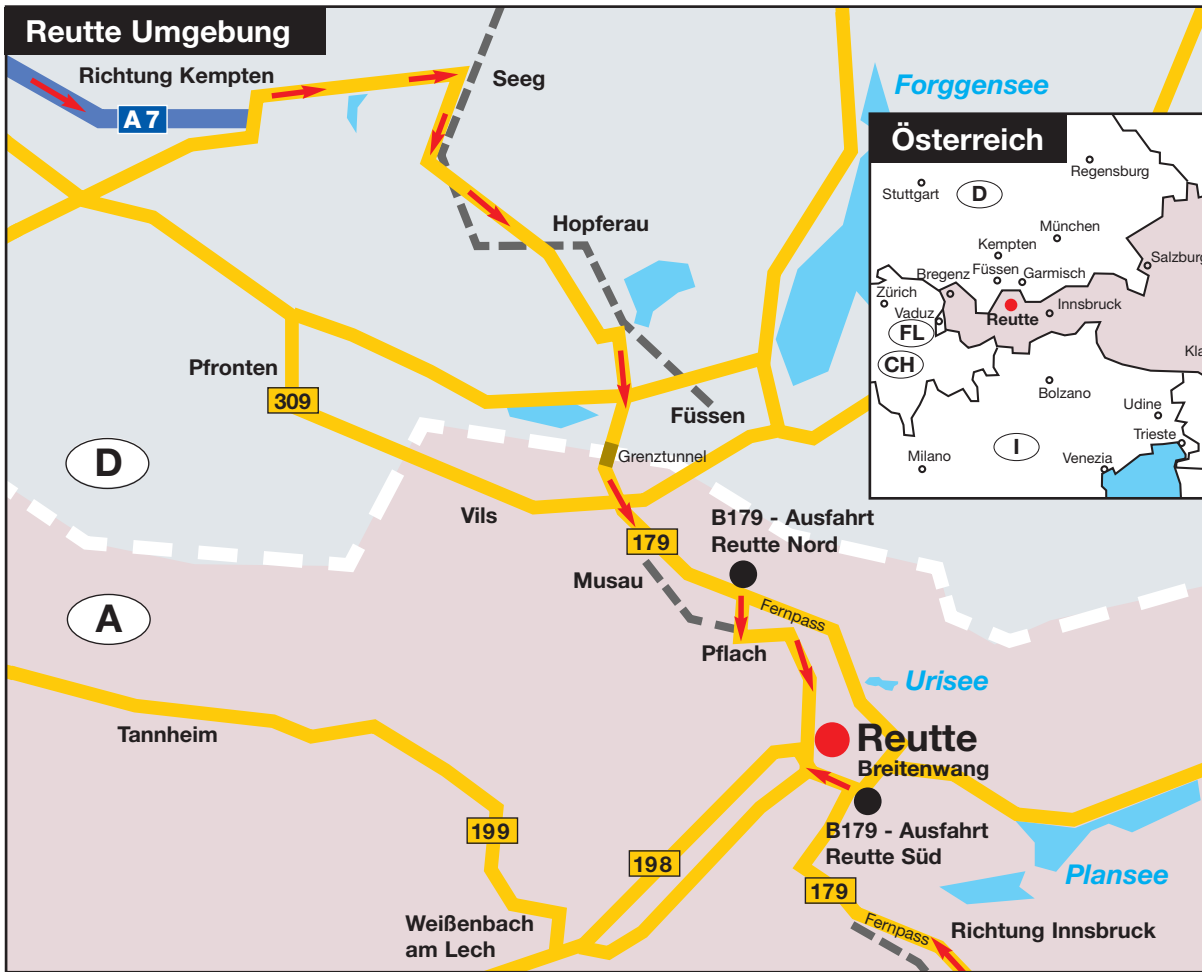 Reutte Umgebung
Richtung Kempten
A 7
Seeg
Forggensee
Hopferau
Pfronten
309
Füssen
Grenztunnel
D
Vils
179
B179 - Ausfahrt
Reutte Nord
Musau
Fernpass
A
Pflach
Urisee
Tannheim
Reutte
Breitenwang
B179 - Ausfahrt
Reutte Süd
199
198
179
Plansee
Weißenbach
am Lech
Fernpass
Richtung Innsbruck
Österreich
Regensburg
Stuttgart
D
München
Kempten
Salzburg
Bregenz
Füssen
Garmisch
Zürich
Vaduz
Reutte
Innsbruck
FL
CH
Kla
Bolzano
Udine
Trieste
I
Milano
Venezia